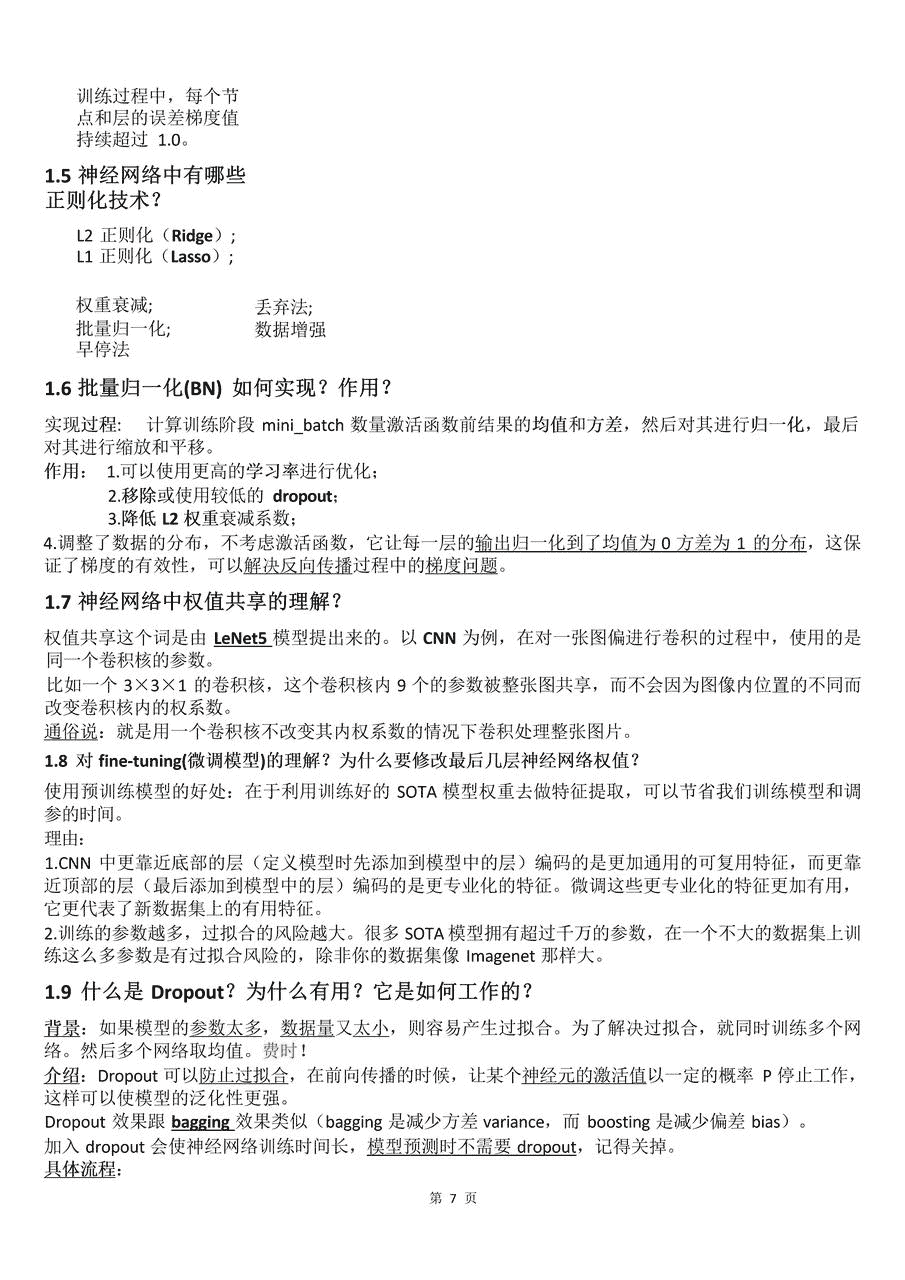 训练过程中，每个节
点和层的误差梯度值
持续超过 1.0。
1.5 神经网络中有哪些
正则化技术？
L2 正则化（Ridge）;
L1 正则化（Lasso）;
权重衰减; 丢弃法;
批量归一化; 数据增强
早停法
1.6 批量归一化(BN) 如何实现？作用？
实现过程: 计算训练阶段 mini_batch 数量激活函数前结果的均值和方差，然后对其进行归一化，最后
对其进行缩放和平移。
作用： 1.可以使用更高的学习率进行优化；
2.移除或使用较低的 dropout；
3.降低 L2 权重衰减系数；
4.调整了数据的分布，不考虑激活函数，它让每一层的输出归一化到了均值为 0 方差为 1 的分布，这保
证了梯度的有效性，可以解决反向传播过程中的梯度问题。
1.7 神经网络中权值共享的理解？
权值共享这个词是由 LeNet5 模型提出来的。以 CNN 为例，在对一张图偏进行卷积的过程中，使用的是
同一个卷积核的参数。
比如一个 3×3×1 的卷积核，这个卷积核内 9 个的参数被整张图共享，而不会因为图像内位置的不同而
改变卷积核内的权系数。
通俗说：就是用一个卷积核不改变其内权系数的情况下卷积处理整张图片。
1.8 对 fine-tuning(微调模型)的理解？为什么要修改最后几层神经网络权值？
使用预训练模型的好处：在于利用训练好的 SOTA 模型权重去做特征提取，可以节省我们训练模型和调
参的时间。
理由：
1.CNN 中更靠近底部的层（定义模型时先添加到模型中的层）编码的是更加通用的可复用特征，而更靠
近顶部的层（最后添加到模型中的层）编码的是更专业化的特征。微调这些更专业化的特征更加有用，
它更代表了新数据集上的有用特征。
2.训练的参数越多，过拟合的风险越大。很多 SOTA 模型拥有超过千万的参数，在一个不大的数据集上训
练这么多参数是有过拟合风险的，除非你的数据集像 Imagenet 那样大。
1.9 什么是 Dropout？为什么有用？它是如何工作的？
背景：如果模型的参数太多，数据量又太小，则容易产生过拟合。为了解决过拟合，就同时训练多个网
络。然后多个网络取均值。费时！
介绍：Dropout 可以防止过拟合，在前向传播的时候，让某个神经元的激活值以一定的概率 P 停止工作，
这样可以使模型的泛化性更强。
Dropout 效果跟 bagging 效果类似（bagging 是减少方差 variance，而 boosting 是减少偏差 bias）。
加入 dropout 会使神经网络训练时间长，模型预测时不需要 dropout，记得关掉。
具体流程：
第 7 页